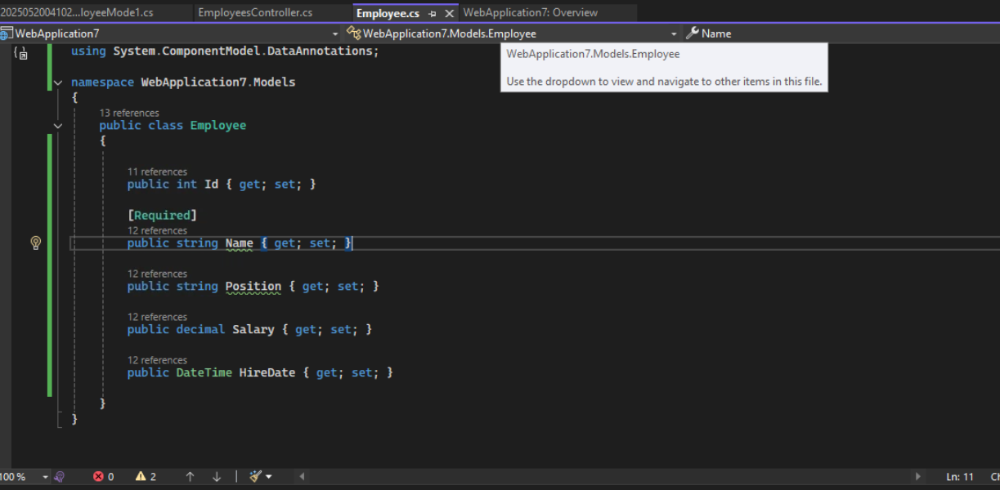 2025052004102...loyeeMode1.cs EmployeesController.cs Employee.cs WebApplication7: Overview
WebApplication7 WebApplication7.Models.Employee Name
using System.ComponentModel.DataAnnotations;
WebApplication7.Models.Employee
Use the dropdown to view and navigate to other items in this file.
namespace WebApplication7.Models
{
13 references
public class Employee
{
11 references
public int Id { get; set; }
[Required]
12 references
public string Name { get; set; }
12 references
public string Position { get; set; }
12 references
public decimal Salary { get; set; }
12 references
public DateTime HireDate { get; set; }
}
}
100 % 0 2 Ln: 11